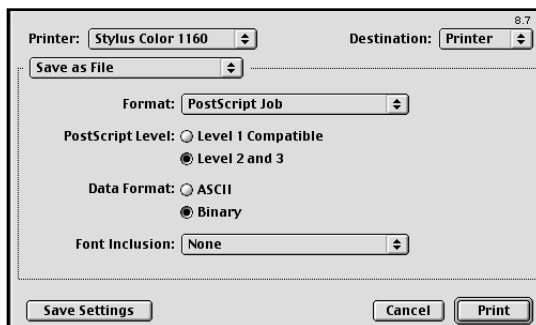 8.7
Printer: Stylus Color 1160 Destination: Printer
Save as File
Format: PostScript Job
PostScript Level: Level 1 Compatible
Level 2 and 3
Data Format: ASCII
Binary
Font Inclusion: None
Save Settings Cancel Print